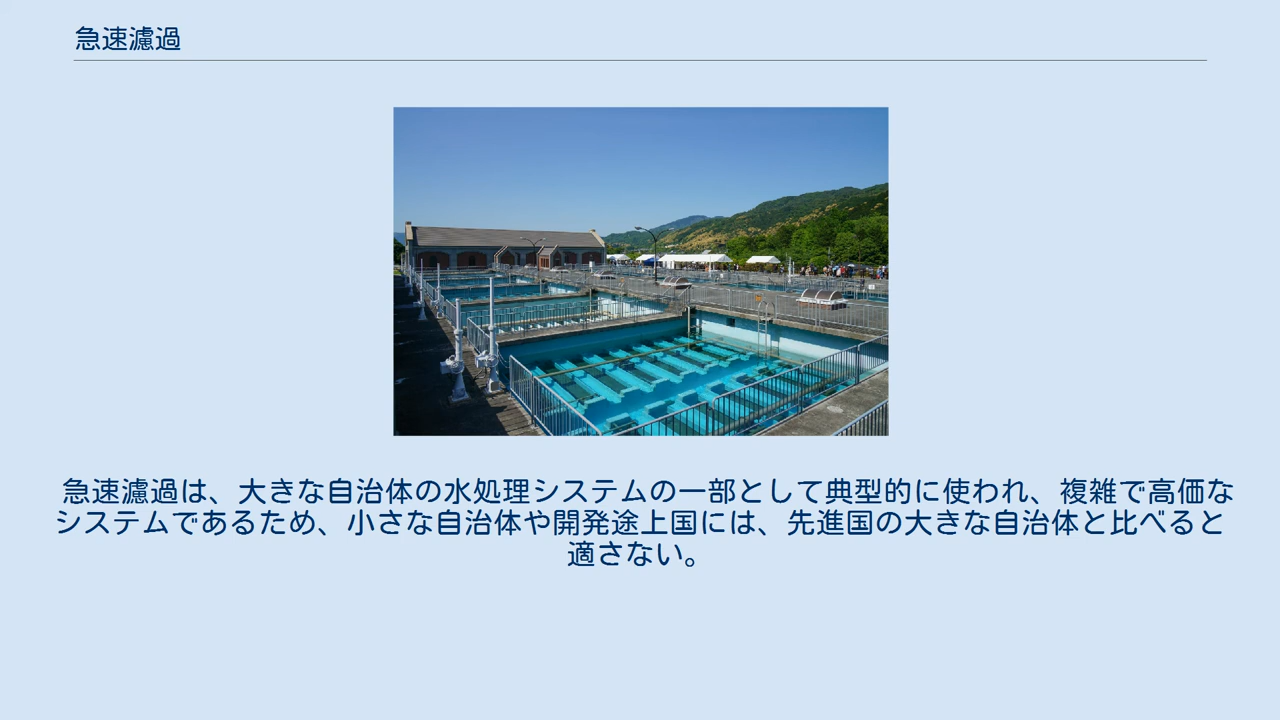 急速濾過
急速濾過は、大きな自治体の水処理システムの一部として典型的に使われ、複雑で高価な
システムであるため、小さな自治体や開発途上国には、先進国の大きな自治体と比べると
適さない。